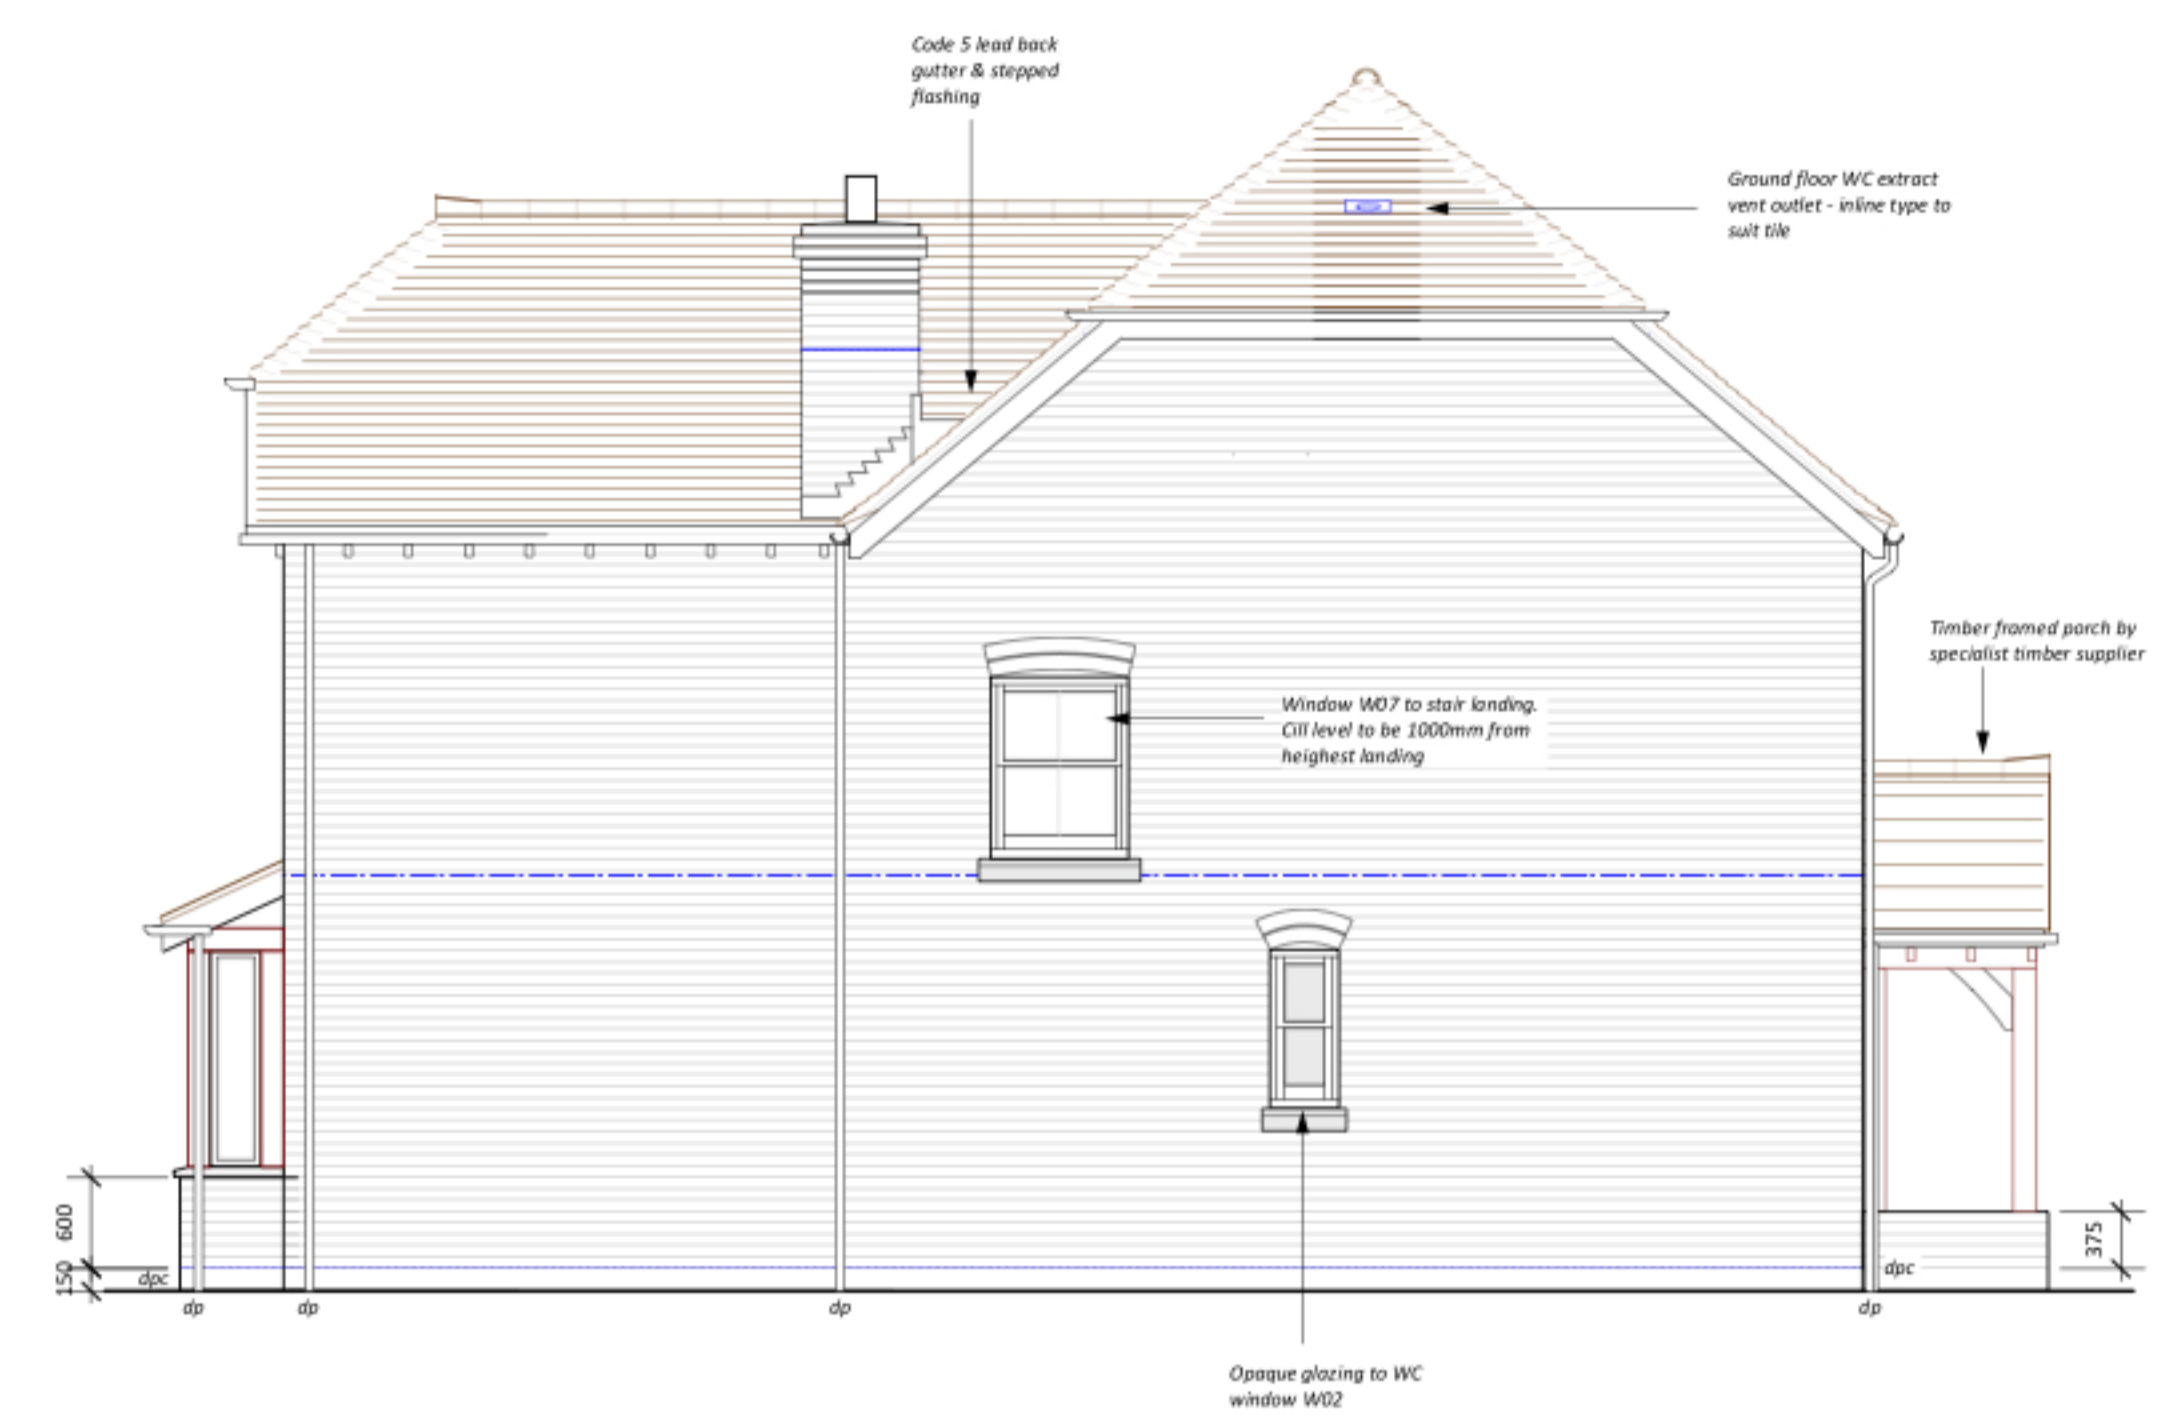 Code 5 lead back
gutter & stepped
flashing
Ground floor WC extract
vent outlet - inline type to
suit tile
Timber framed porch by
specialist timber supplier
Window W07 to stair landing.
Cill level to be 1000mm from
heighest landing
600
150
dpc
375
dpc
dp
dp
dp
dp
Opaque glazing to WC
window W02